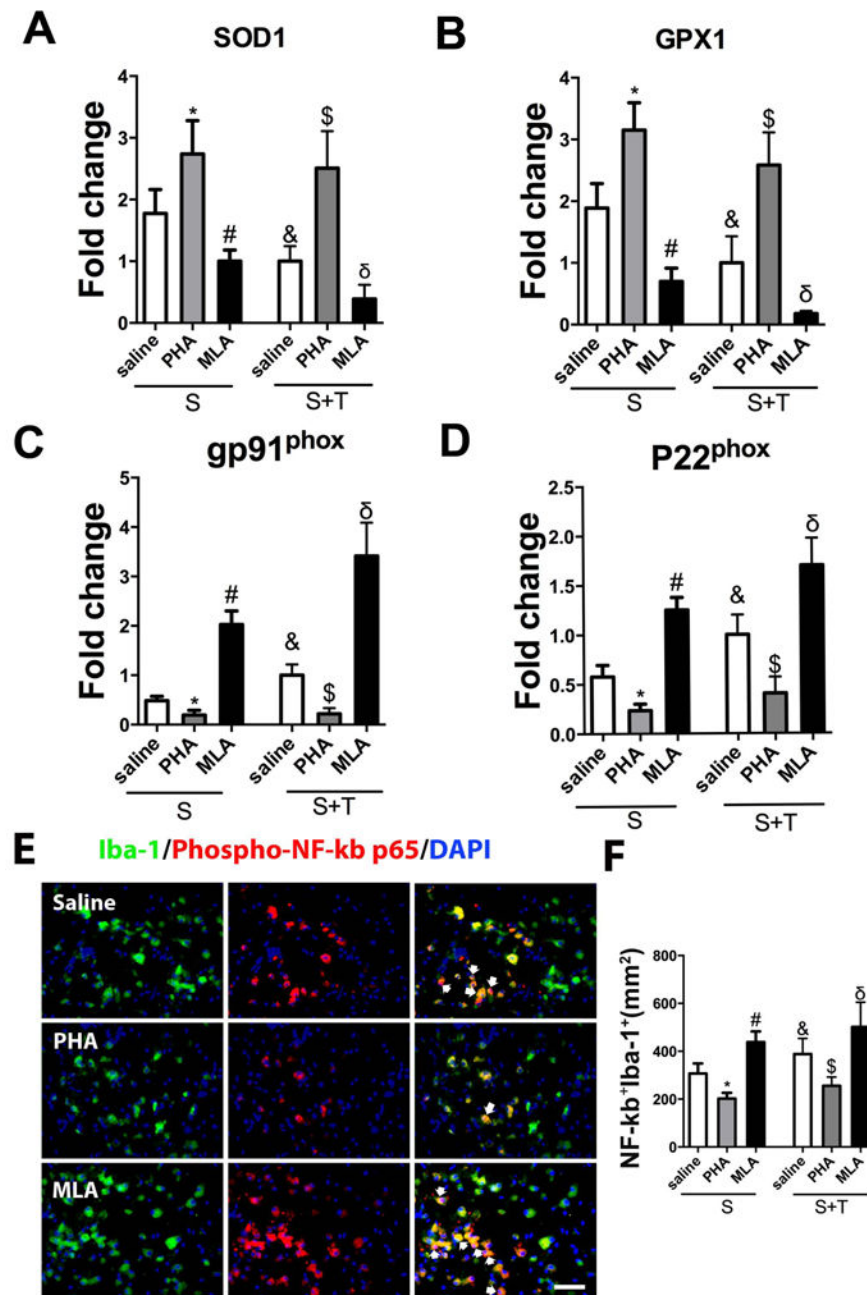 A
SOD1
Fold change
4
3
2
1
0
*
#
&
$
δ
saline
PHA
MLA
saline
PHA
MLA
S
S+T
B
GPX1
Fold change
4
3
2
1
0
*
#
&
$
δ
saline
PHA
MLA
saline
PHA
MLA
S
S+T
C
gp91phox
Fold change
5
4
3
2
1
0
*
#
&
$
δ
saline
PHA
MLA
saline
PHA
MLA
S
S+T
D
P22phox
Fold change
2.5
2.0
1.5
1.0
0.5
0.0
*
#
&
$
δ
saline
PHA
MLA
saline
PHA
MLA
S
S+T
E
Iba-1/Phospho-NF-kb p65/DAPI
Saline
PHA
MLA
F
NF-kb+Iba-1+(mm²)
800
600
400
200
0
*
#
&
$
δ
saline
PHA
MLA
saline
PHA
MLA
S
S+T